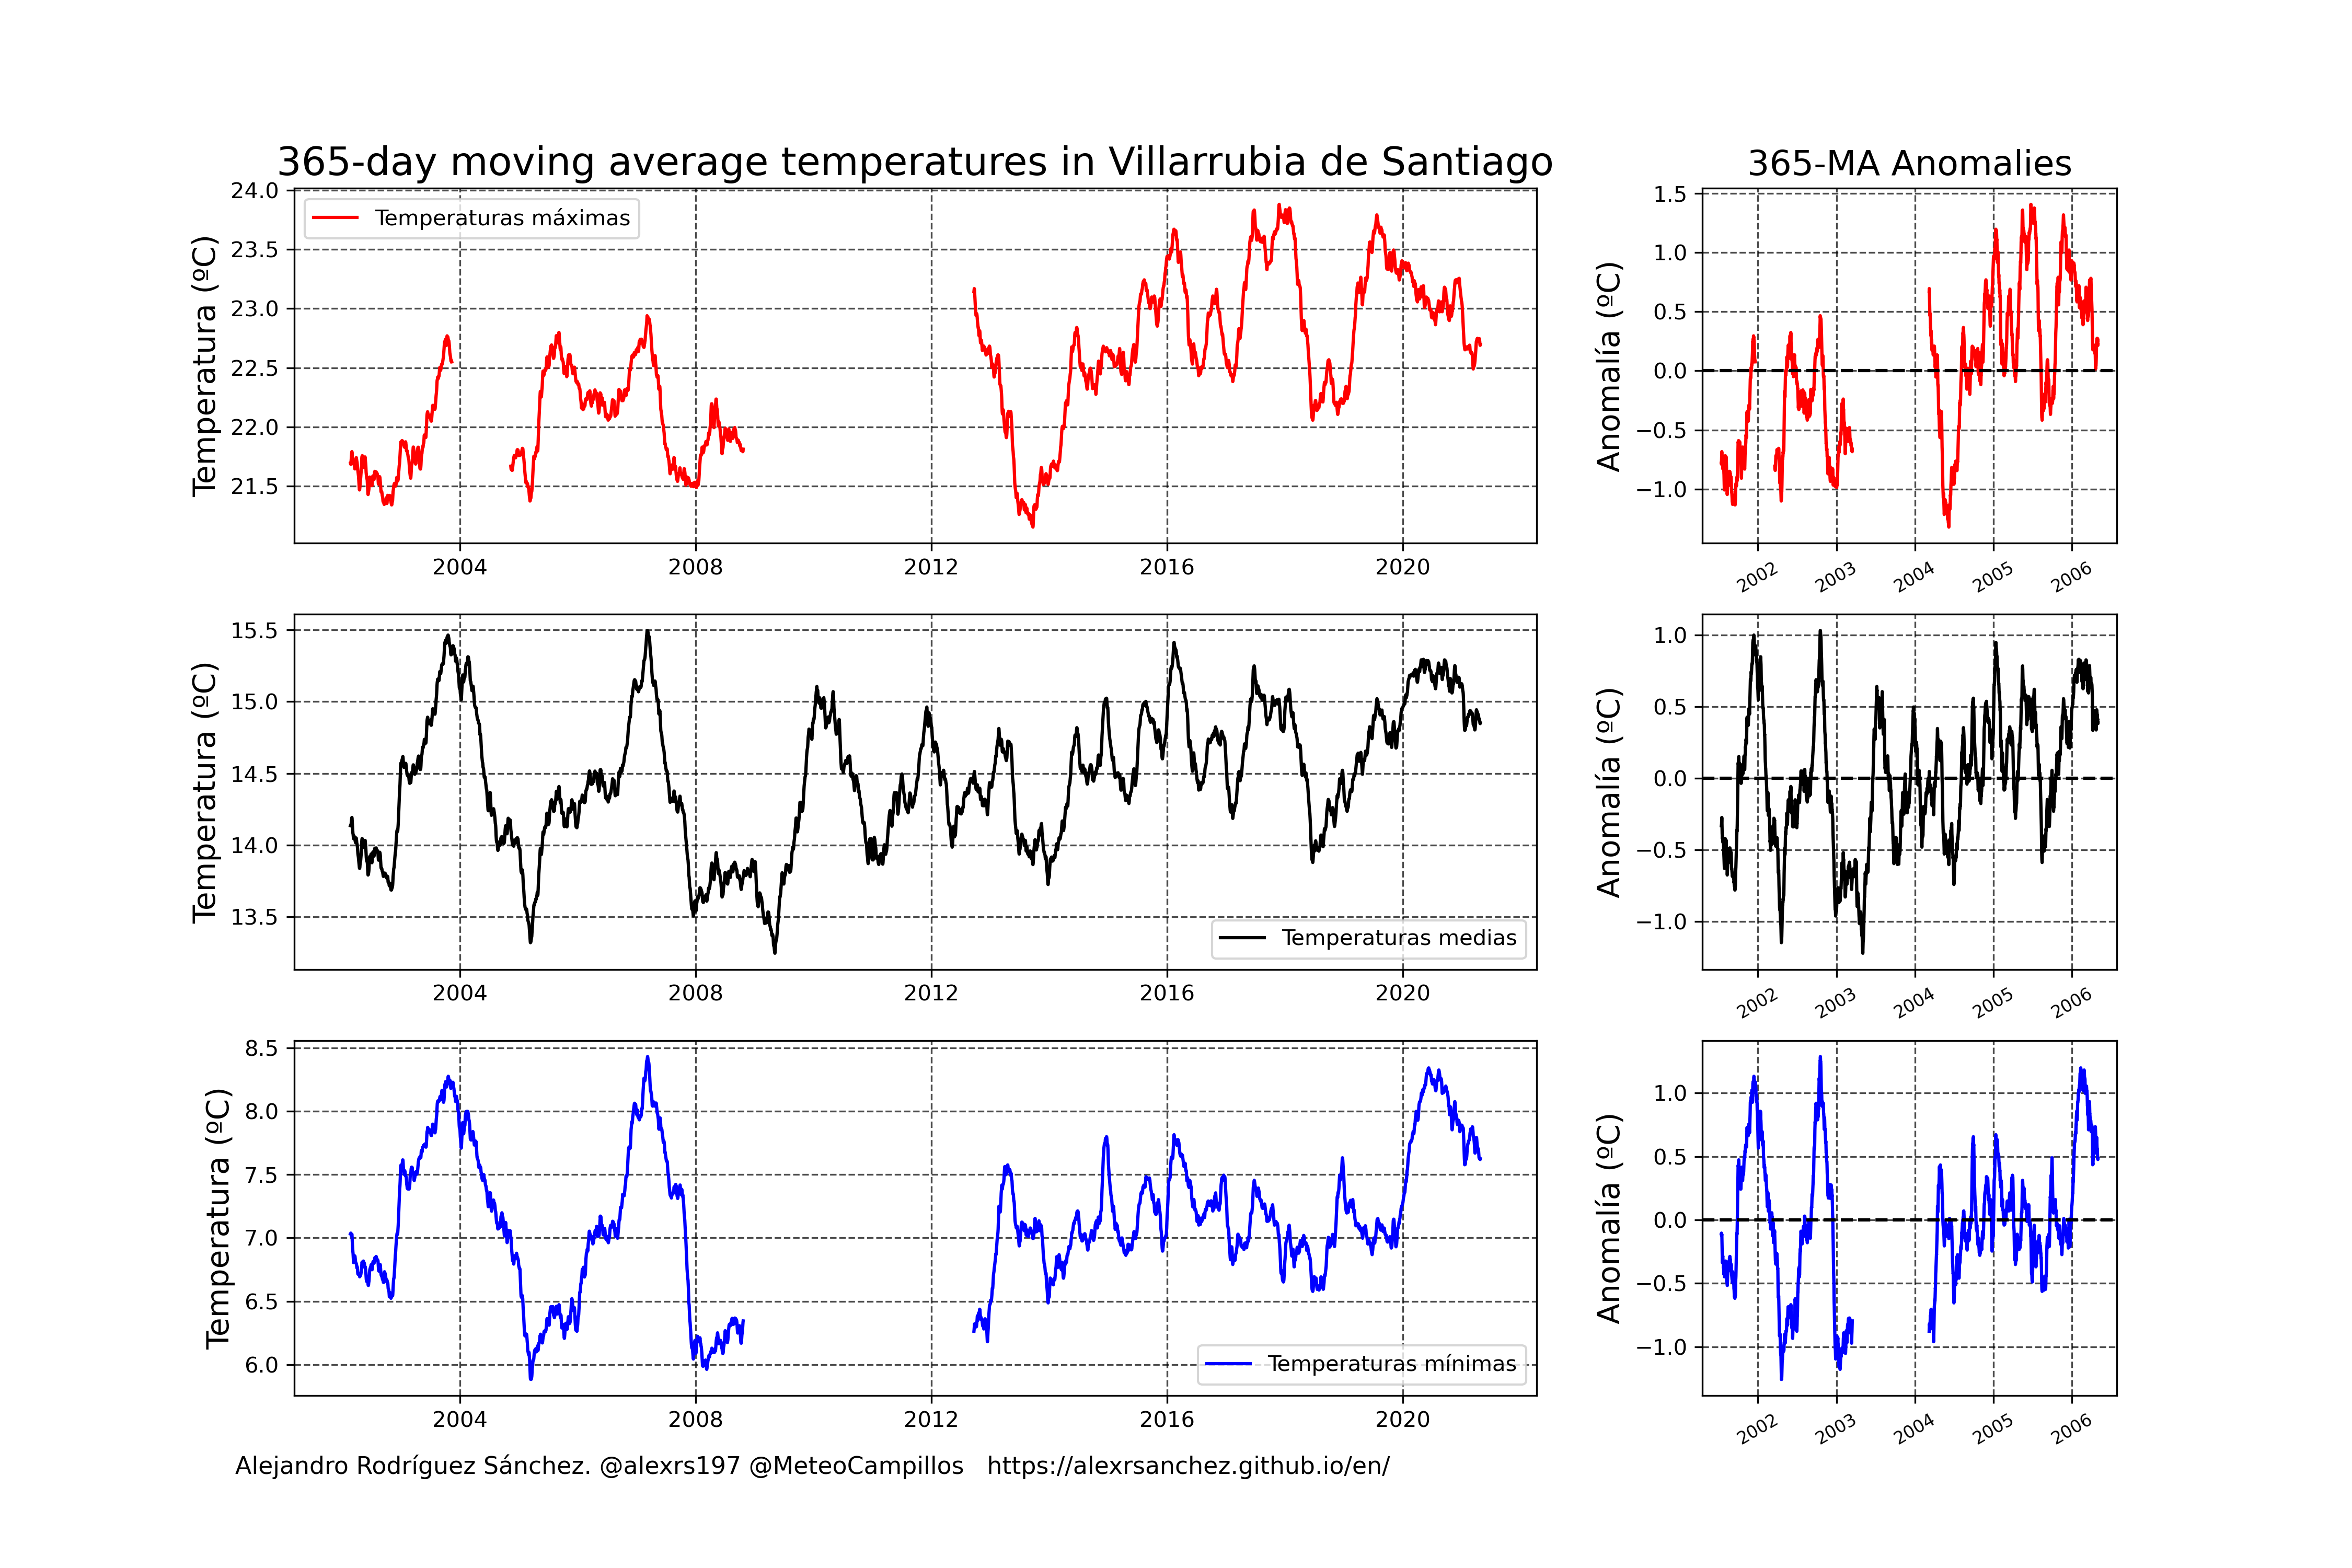 365-day moving average temperatures in Villarrubia de Santiago
365-MA Anomalies
Temperatura (ºC)
24.0
23.5
23.0
22.5
22.0
21.5
Temperaturas máximas
2004 2008 2012 2016 2020
Anomalía (ºC)
1.5
1.0
0.5
0.0
−0.5
−1.0
2002 2003 2004 2005 2006
Temperatura (ºC)
15.5
15.0
14.5
14.0
13.5
Temperaturas medias
2004 2008 2012 2016 2020
Anomalía (ºC)
1.0
0.5
0.0
−0.5
−1.0
2002 2003 2004 2005 2006
Temperatura (ºC)
8.5
8.0
7.5
7.0
6.5
6.0
Temperaturas mínimas
2004 2008 2012 2016 2020
Anomalía (ºC)
1.0
0.5
0.0
−0.5
−1.0
2002 2003 2004 2005 2006
Alejandro Rodríguez Sánchez. @alexrs197 @MeteoCampillos https://alexrsanchez.github.io/en/